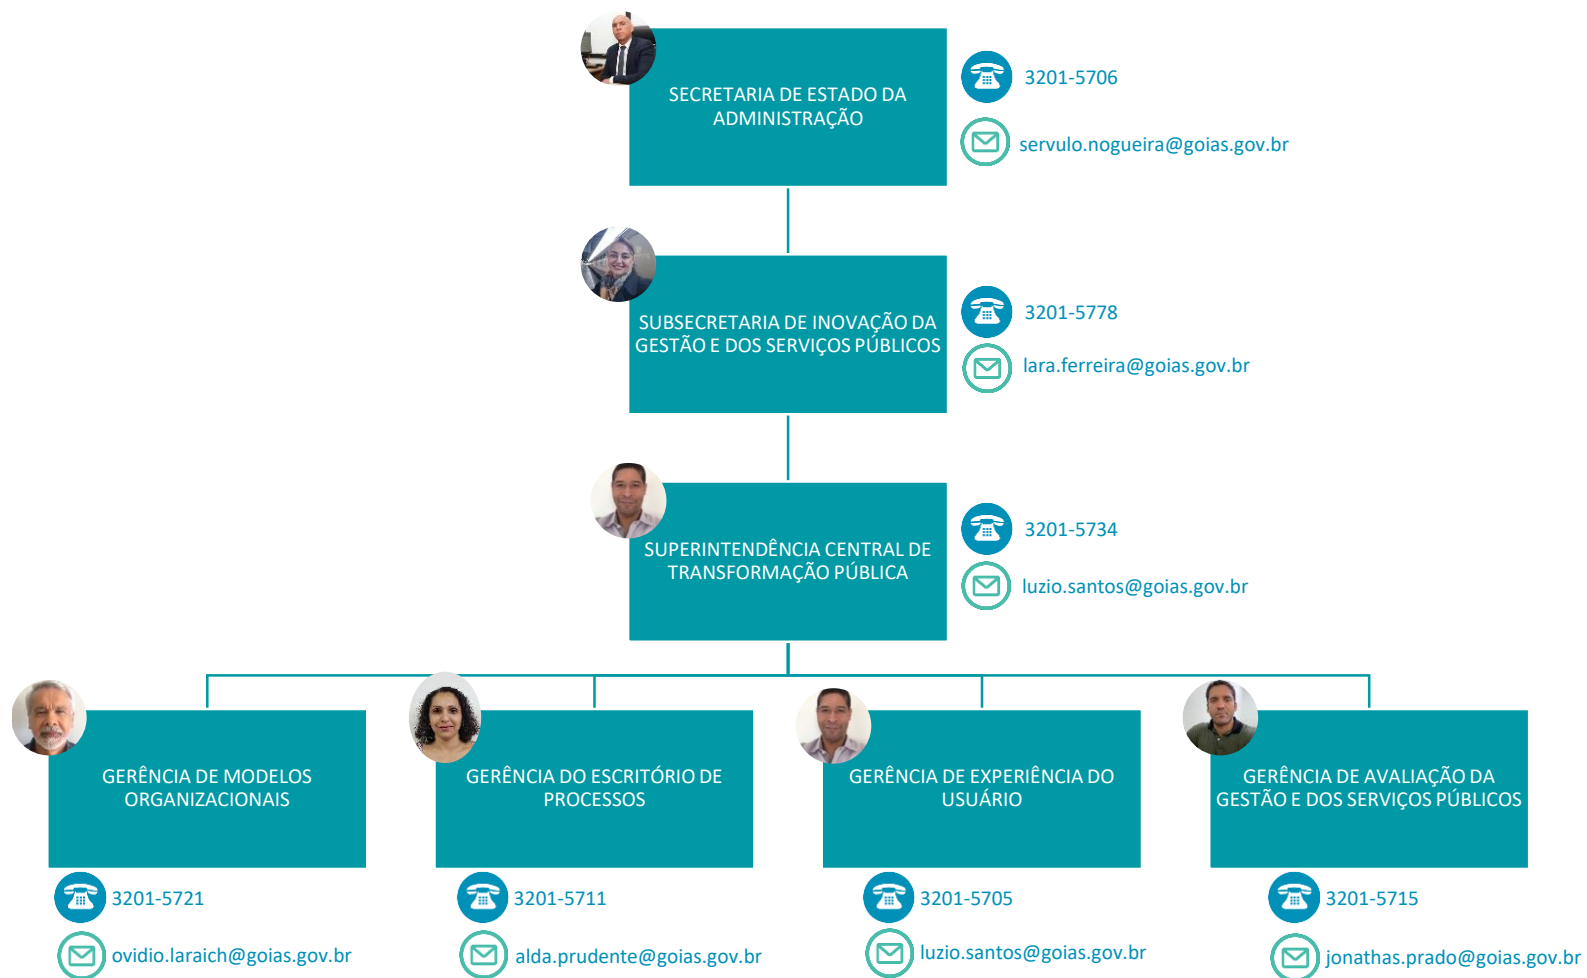 SECRETARIA DE ESTADO DA
ADMINISTRAÇÃO
3201-5706
servulo.nogueira@goias.gov.br
SUBSECRETARIA DE INOVAÇÃO DA
GESTÃO E DOS SERVIÇOS PÚBLICOS
3201-5778
lara.ferreira@goias.gov.br
SUPERINTENDÊNCIA CENTRAL DE
TRANSFORMAÇÃO PÚBLICA
3201-5734
luzio.santos@goias.gov.br
GERÊNCIA DE MODELOS
ORGANIZACIONAIS
3201-5721
ovidio.laraich@goias.gov.br
GERÊNCIA DO ESCRITÓRIO DE
PROCESSOS
3201-5711
alda.prudente@goias.gov.br
GERÊNCIA DE EXPERIÊNCIA DO
USUÁRIO
3201-5705
luzio.santos@goias.gov.br
GERÊNCIA DE AVALIAÇÃO DA
GESTÃO E DOS SERVIÇOS PÚBLICOS
3201-5715
jonathas.prado@goias.gov.br